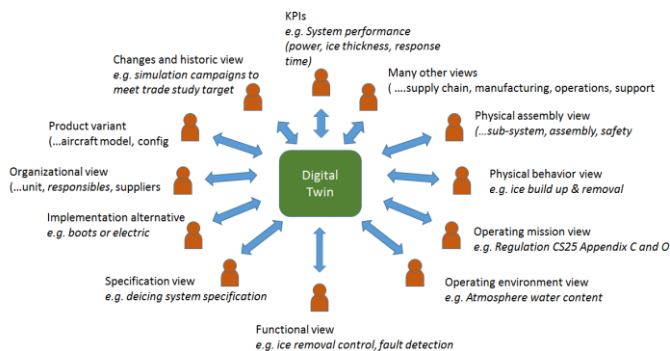 KPIs
e.g. System performance
(power, ice thickness, response
time)
Changes and historic view
e.g. simulation campaigns to
meet trade study target
Many other views
( ....supply chain, manufacturing, operations, support
Product variant
(...aircraft model, config
Physical assembly view
(...sub-system, assembly, safety
Organizational view
(...unit, responsibles, suppliers
Digital
Twin
Physical behavior view
e.g. ice build up & removal
Implementation alternative
e.g. boots or electric
Operating mission view
e.g. Regulation CS25 Appendix C and O
Specification view
e.g. deicing system specification
Operating environment view
e.g. Atmosphere water content
Functional view
e.g. ice removal control, fault detection